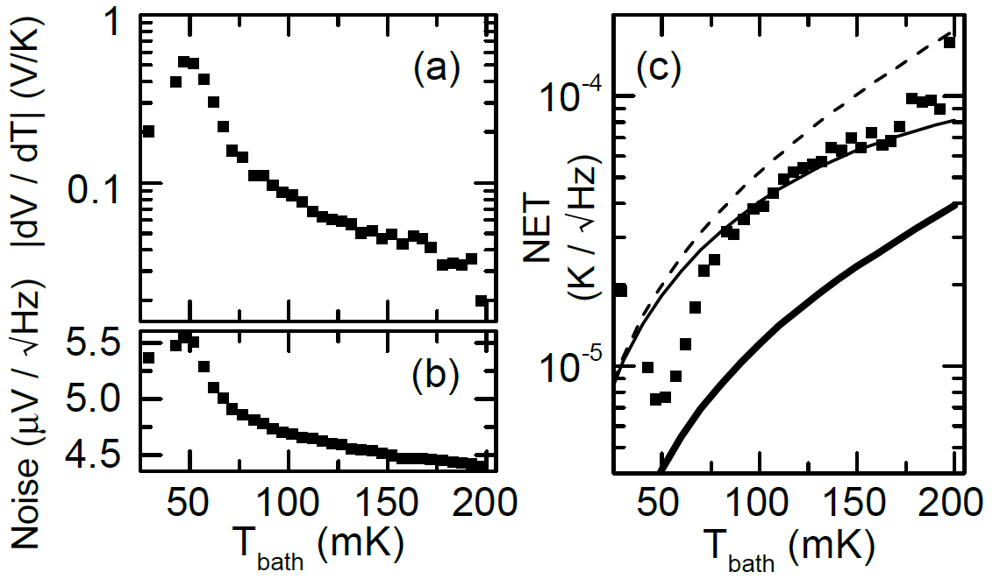 |dV / dT| (V/K)
1
0.1
(a)
Noise (μV / √Hz)
5.5
5.0
4.5
(b)
50 100 150 200
T_bath (mK)
NET
(K / √Hz)
10^-4
10^-5
(c)
50 100 150 200
T_bath (mK)